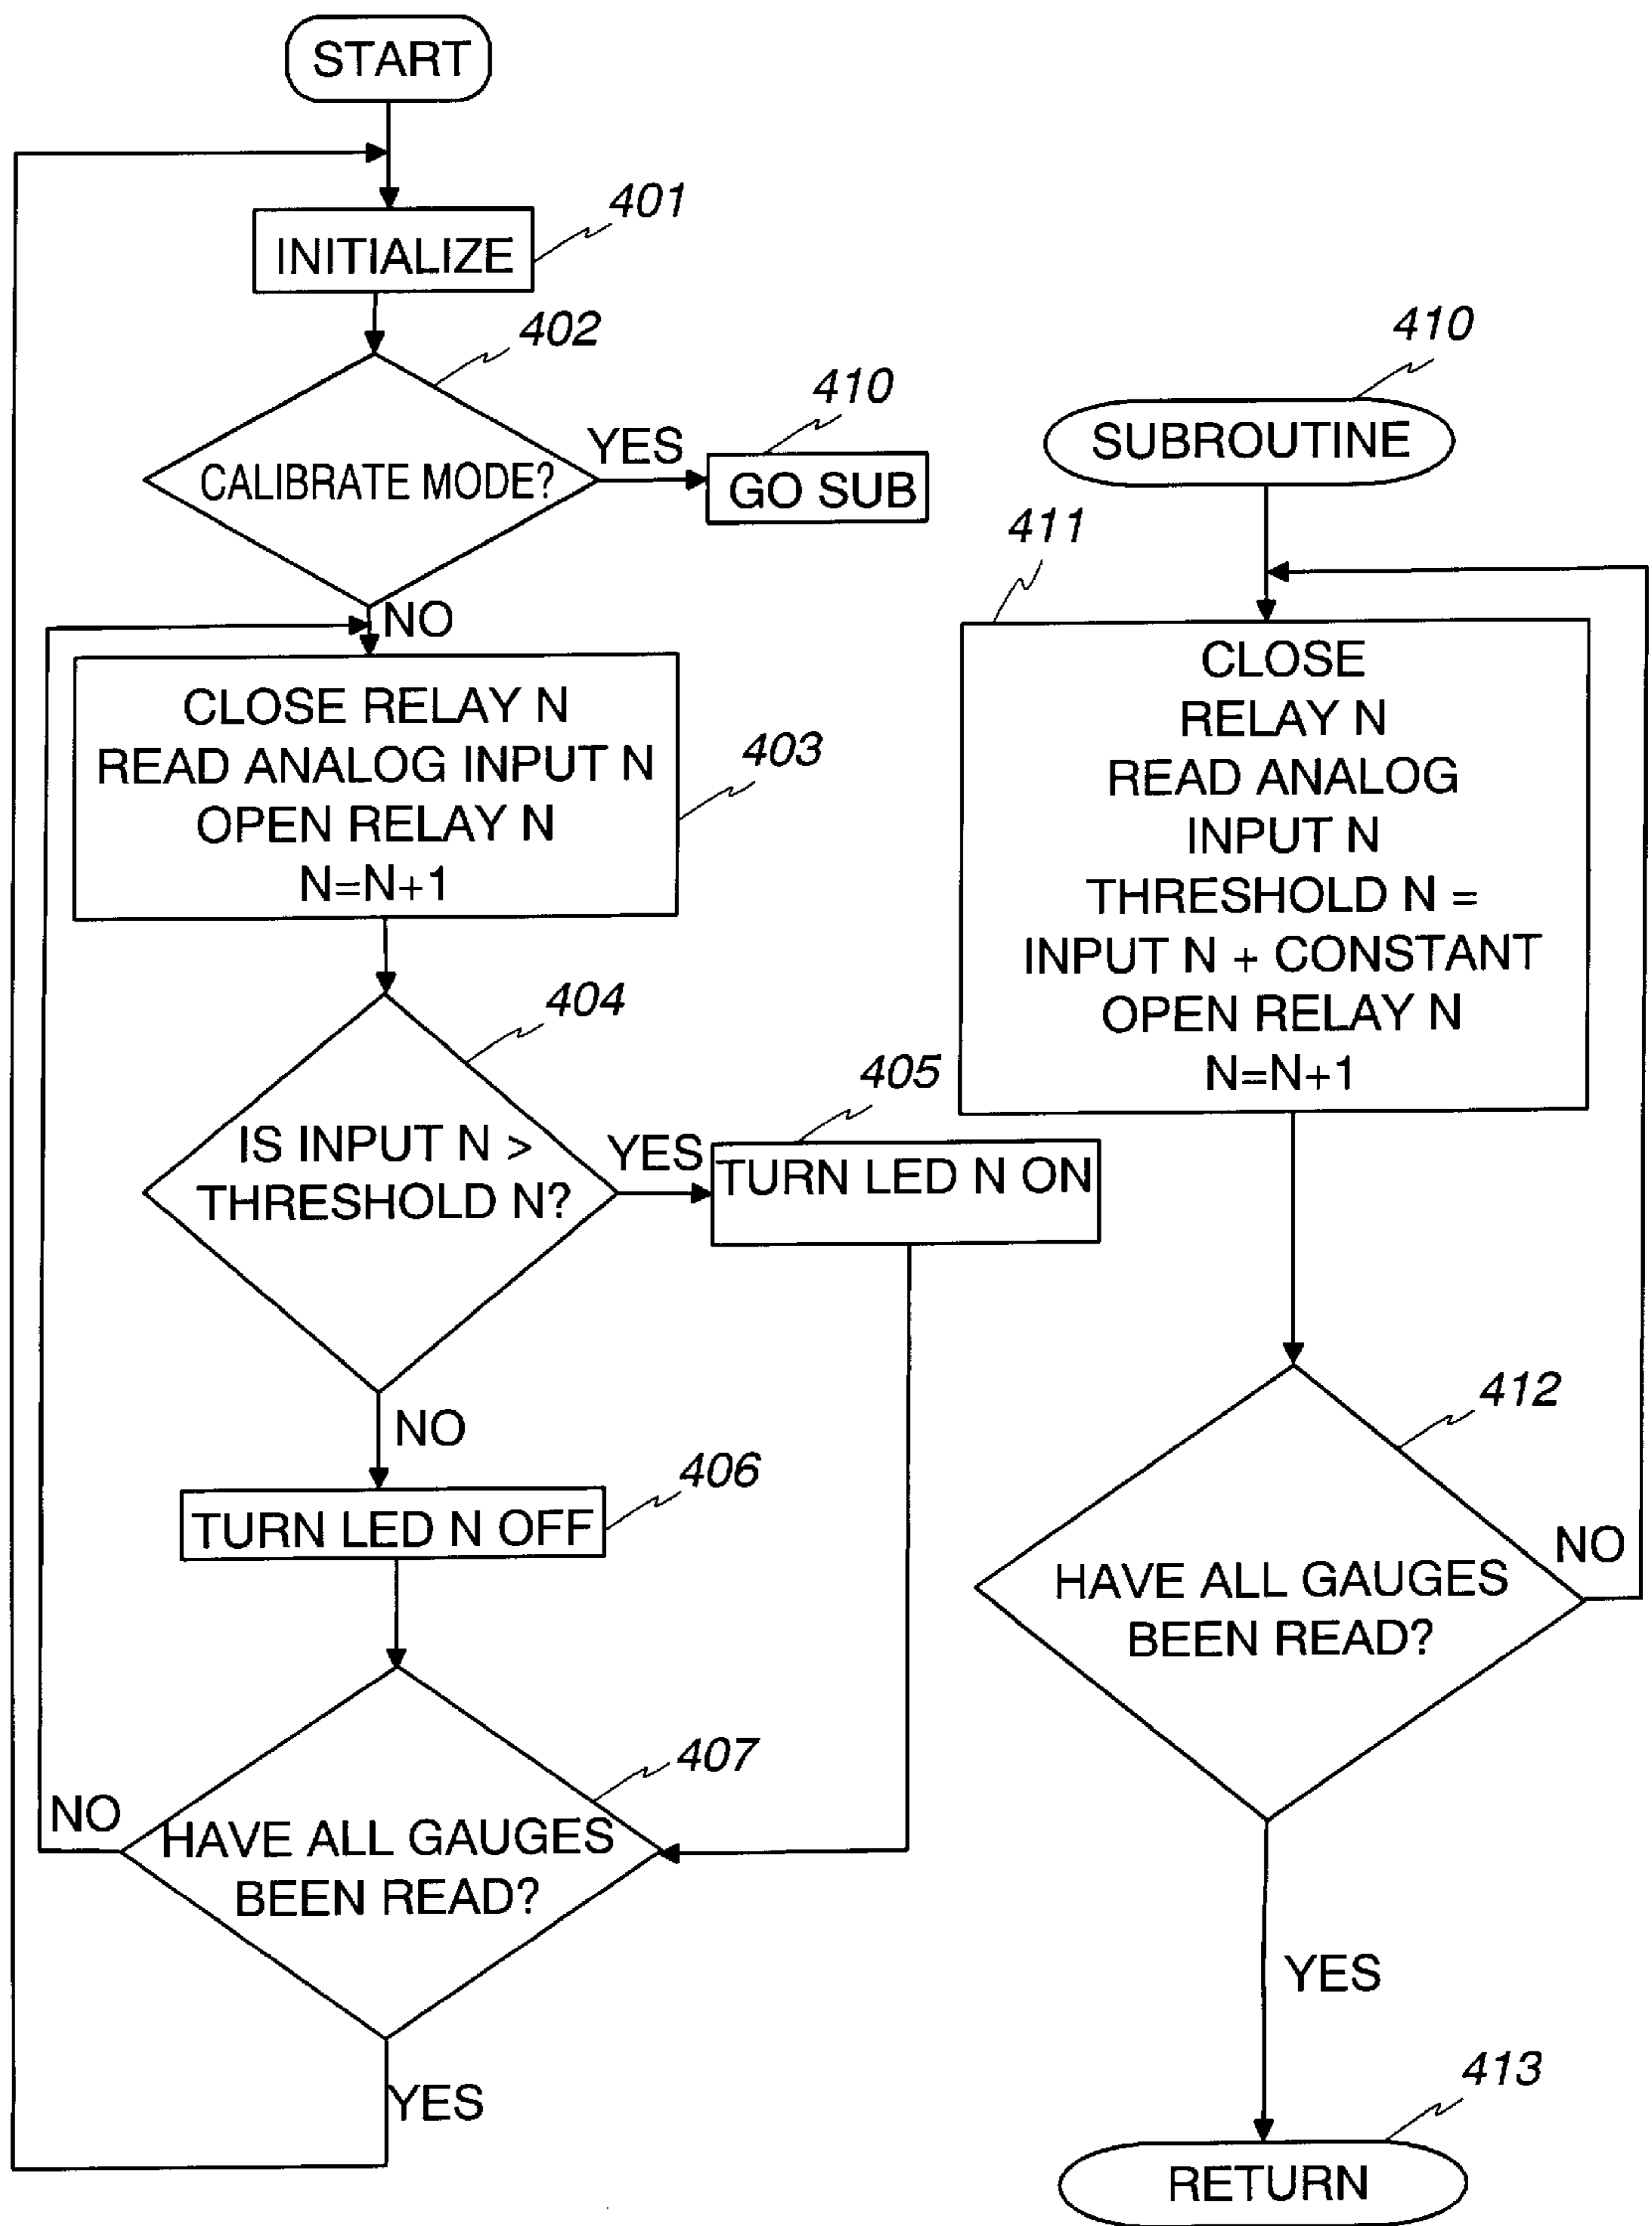 START
401
INITIALIZE
402
CALIBRATE MODE?
YES
410
GO SUB
NO
CLOSE RELAY N
READ ANALOG INPUT N
OPEN RELAY N
N=N+1
403
404
IS INPUT N >
THRESHOLD N?
YES
405
TURN LED N ON
NO
406
TURN LED N OFF
407
NO
HAVE ALL GAUGES
BEEN READ?
YES
410
SUBROUTINE
411
CLOSE
RELAY N
READ ANALOG
INPUT N
THRESHOLD N =
INPUT N + CONSTANT
OPEN RELAY N
N=N+1
412
HAVE ALL GAUGES
BEEN READ?
NO
YES
413
RETURN